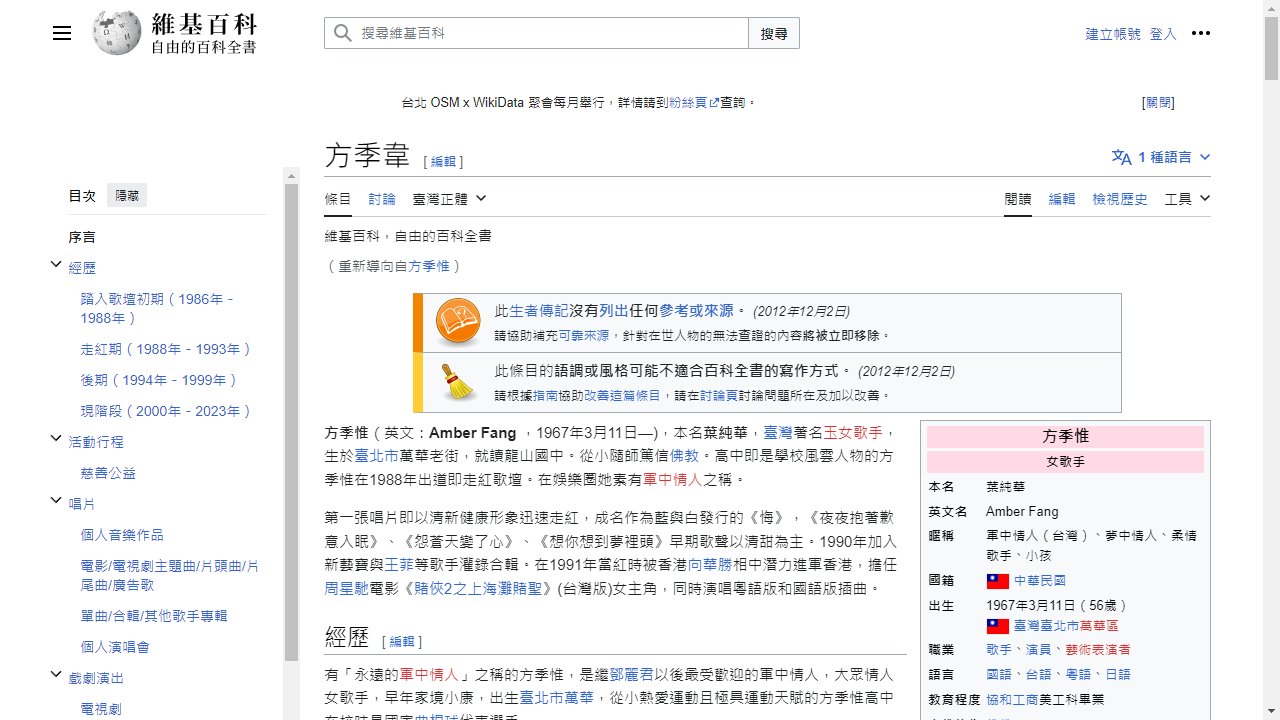 維基百科
自由的百科全書
搜尋維基百科
搜尋
建立帳號 登入
台北 OSM x WikiData 聚會每月舉行，詳情請到粉絲頁查詢。
[關閉]
方季韋
[編輯]
1 種語言
目次
隱藏
序言
經歷
踏入歌壇初期（1986年－
1988年）
走紅期（1988年－1993年）
後期（1994年－1999年）
現階段（2000年－2023年）
活動行程
慈善公益
唱片
個人音樂作品
電影/電視劇主題曲/片頭曲/片
尾曲/廣告歌
單曲/合輯/其他歌手專輯
個人演唱會
戲劇演出
電視劇
條目 討論 臺灣正體
閱讀 編輯 檢視歷史 工具
維基百科，自由的百科全書
（重新導向自方季惟）
此生者傳記沒有列出任何參考或來源。 (2012年12月2日)
請協助補充可靠來源，針對在世人物的無法查證的內容將被立即移除。
此條目的語調或風格可能不適合百科全書的寫作方式。 (2012年12月2日)
請根據指南協助改善這篇條目，請在討論頁討論問題所在及加以改善。
方季惟（英文：Amber Fang ，1967年3月11日—)，本名葉純華，臺灣著名玉女歌手，
生於臺北市萬華老街，就讀龍山國中。從小隨師篤信佛教。高中即是學校風雲人物的方
季惟在1988年出道即走紅歌壇。在娛樂圈她素有軍中情人之稱。
第一張唱片即以清新健康形象迅速走紅，成名作為藍與白發行的《悔》，《夜夜抱著歉
意入眠》、《怨蒼天變了心》、《想你想到夢裡頭》早期歌聲以清甜為主。1990年加入
新藝寶與王菲等歌手灌錄合輯。在1991年當紅時被香港向華勝相中潛力進軍香港，擔任
周星馳電影《賭俠2之上海灘賭聖》(台灣版)女主角，同時演唱粵語版和國語版插曲。
經歷
[編輯]
有「永遠的軍中情人」之稱的方季惟，是繼鄧麗君以後最受歡迎的軍中情人，大眾情人
女歌手，早年家境小康，出生臺北市萬華，從小熱愛運動且極具運動天賦的方季惟高中
方季惟
女歌手
本名 葉純華
英文名 Amber Fang
暱稱 軍中情人（台灣）、夢中情人、柔情
歌手、小孩
國籍 中華民國
出生 1967年3月11日（56歲）
臺灣臺北市萬華區
職業 歌手、演員、藝術表演者
語言 國語、台語、粵語、日語
教育程度 協和工商美工科畢業